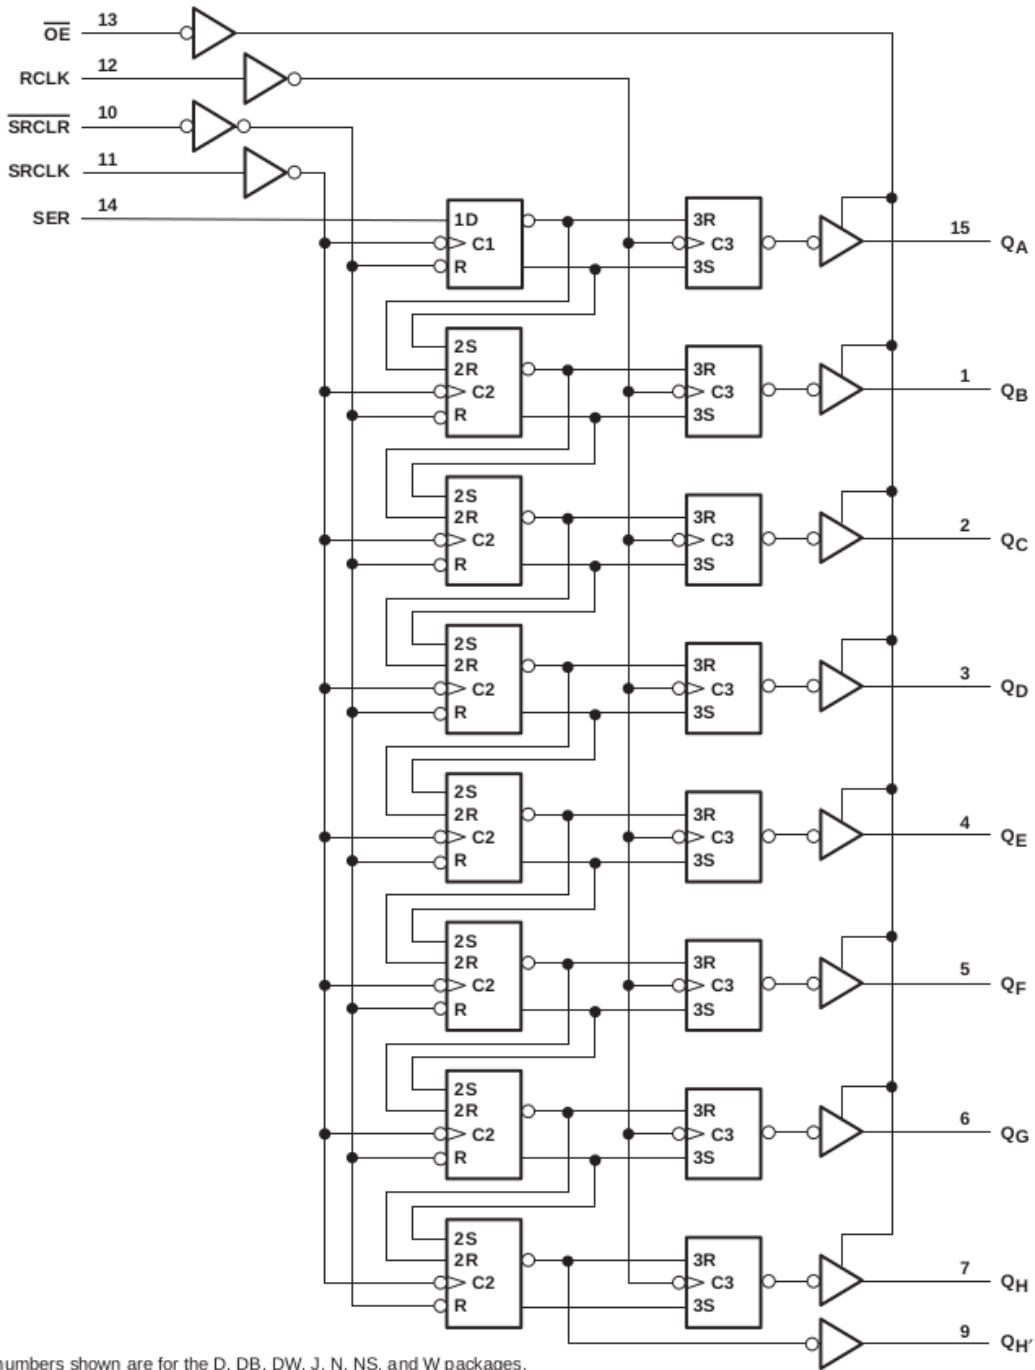 OE 13
RCLK 12
SRCLR 10
SRCLK 11
SER 14
1D 3R
C1 C3 15 QA
R 3S
2S
2R 3R
C2 C3 1 QB
R 3S
2S
2R 3R
C2 C3 2 QC
R 3S
2S
2R 3R
C2 C3 3 QD
R 3S
2S
2R 3R
C2 C3 4 QE
R 3S
2S
2R 3R
C2 C3 5 QF
R 3S
2S
2R 3R
C2 C3 6 QG
R 3S
2S
2R 3R
C2 C3 7 QH
R 3S
9 QH′
numbers shown are for the D, DB, DW, J, N, NS, and W packages.